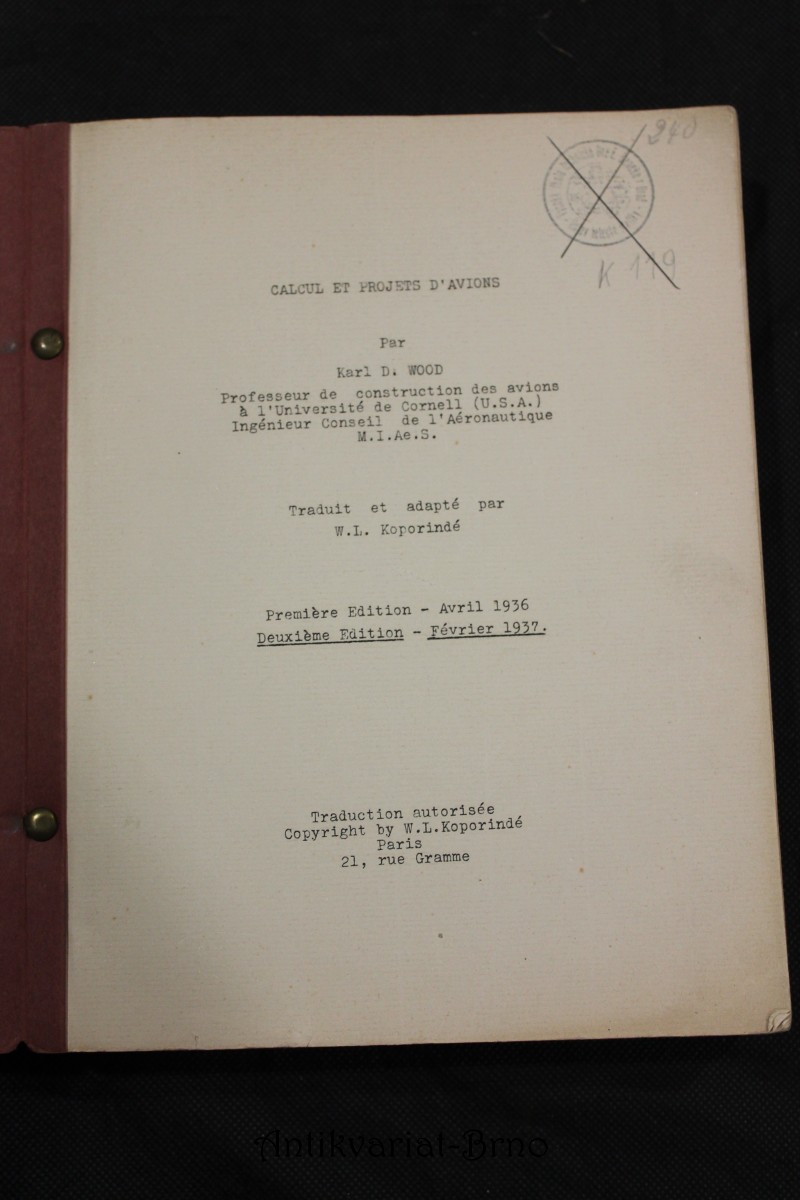 240
K 119
CALCUL ET PROJETS D'AVIONS
Par
Karl D. WOOD
Professeur de construction des avions
à l'Université de Cornell (U.S.A.)
Ingénieur Conseil de l'Aéronautique
M.I.Ae.S.
Traduit et adapté par
W.L. Koporindé
Première Edition - Avril 1936
Deuxième Edition - Février 1937.
Traduction autorisée
Copyright by W.L.Koporindé
Paris
21, rue Gramme
Antikvariat-Brno